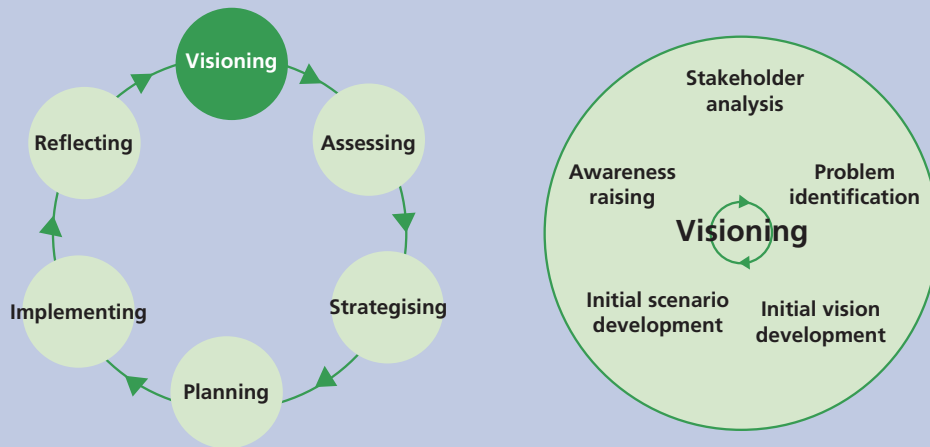 Visioning
Assessing
Strategising
Planning
Implementing
Reflecting
Stakeholder
analysis
Problem
identification
Initial vision
development
Initial scenario
development
Awareness
raising
Visioning